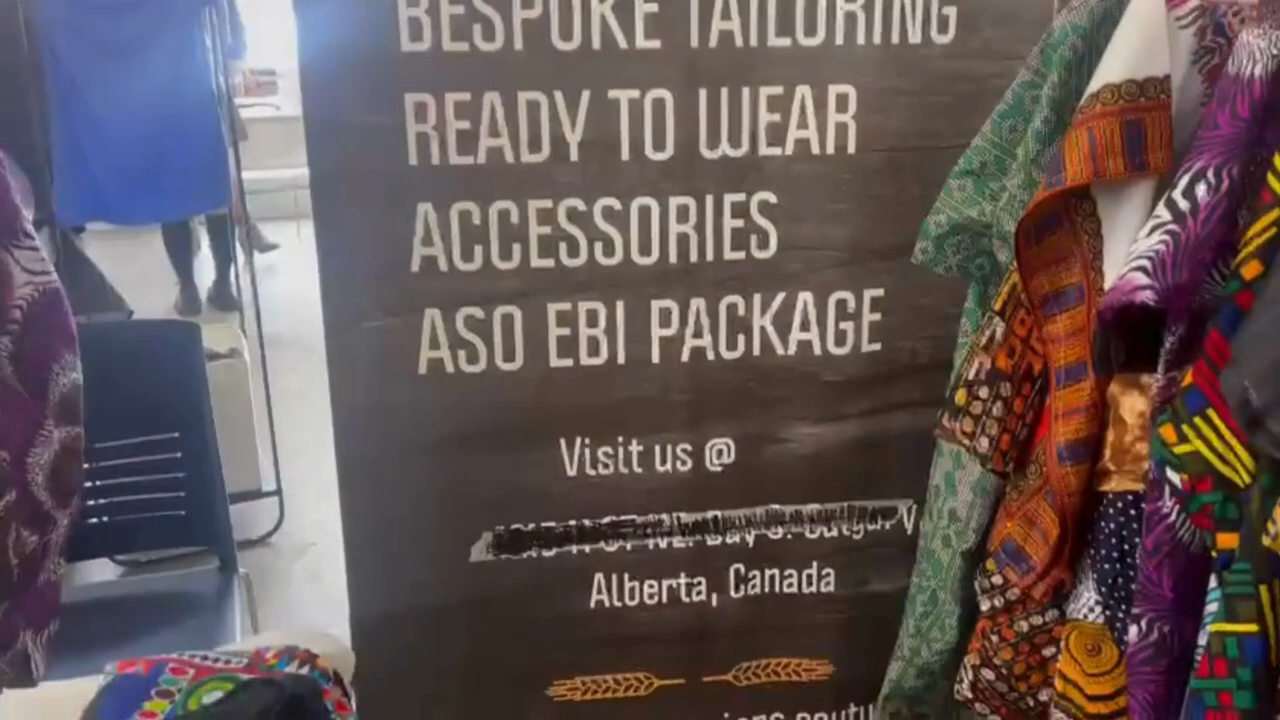 BESPOKE TAILORING
READY TO WEAR
ACCESSORIES
ASO EBI PACKAGE
Visit us @
Alberta, Canada